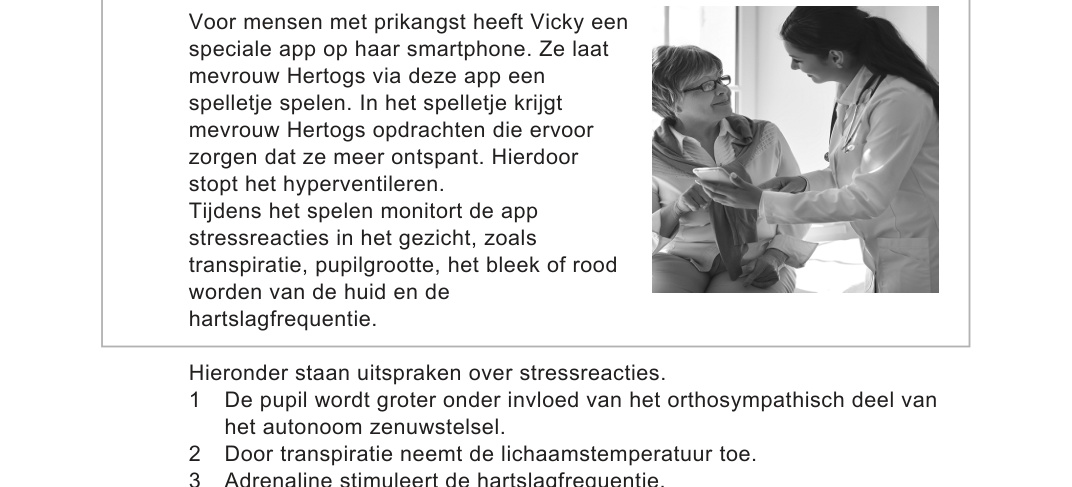 Voor mensen met prikangst heeft Vicky een
speciale app op haar smartphone. Ze laat
mevrouw Hertogs via deze app een
spelletje spelen. In het spelletje krijgt
mevrouw Hertogs opdrachten die ervoor
zorgen dat ze meer ontspant. Hierdoor
stopt het hyperventileren.
Tijdens het spelen monitort de app
stressreacties in het gezicht, zoals
transpiratie, pupilgrootte, het bleek of rood
worden van de huid en de
hartslagfrequentie.
Hieronder staan uitspraken over stressreacties.
1 De pupil wordt groter onder invloed van het orthosympathisch deel van
het autonoom zenuwstelsel.
2 Door transpiratie neemt de lichaamstemperatuur toe.
3 Adrenaline stimuleert de hartslagfrequentie.